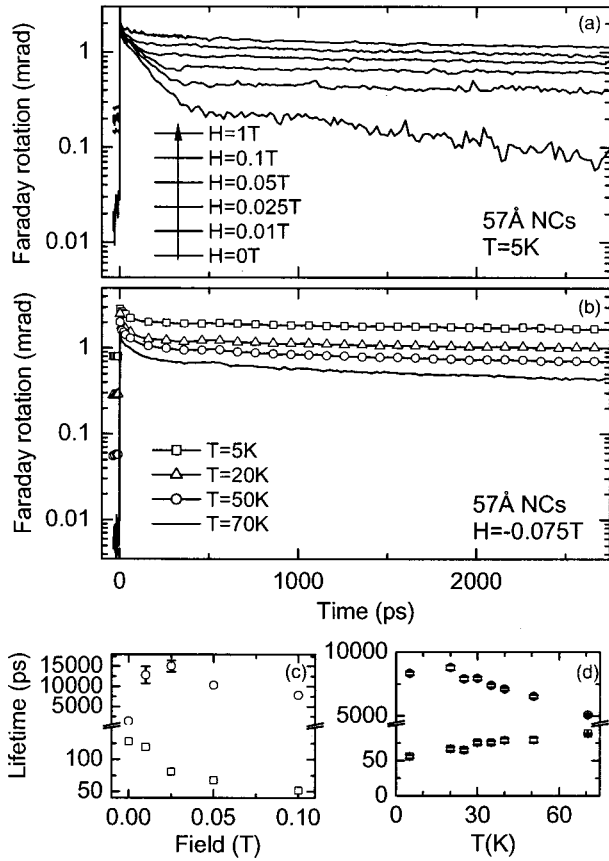 (a)
Faraday rotation (mrad)
1
0.1
0.01
H=1T
H=0.1T
H=0.05T
H=0.025T
H=0.01T
H=0T
57Å NCs
T=5K
(b)
Faraday rotation (mrad)
1
0.1
0.01
T=5K
T=20K
T=50K
T=70K
57Å NCs
H=-0.075T
0 1000 2000
Time (ps)
(c)
Lifetime (ps)
15000
10000
5000
100
50
0.00 0.05 0.10
Field (T)
(d)
10000
5000
50
0
0 30 60
T(K)